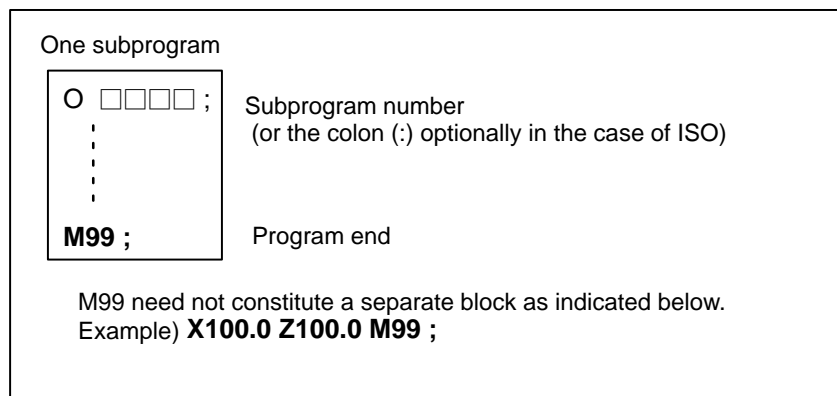 One subprogram
O □□□□ ;
Subprogram number
(or the colon (:) optionally in the case of ISO)
M99 ;
Program end
M99 need not constitute a separate block as indicated below.
Example) X100.0 Z100.0 M99 ;